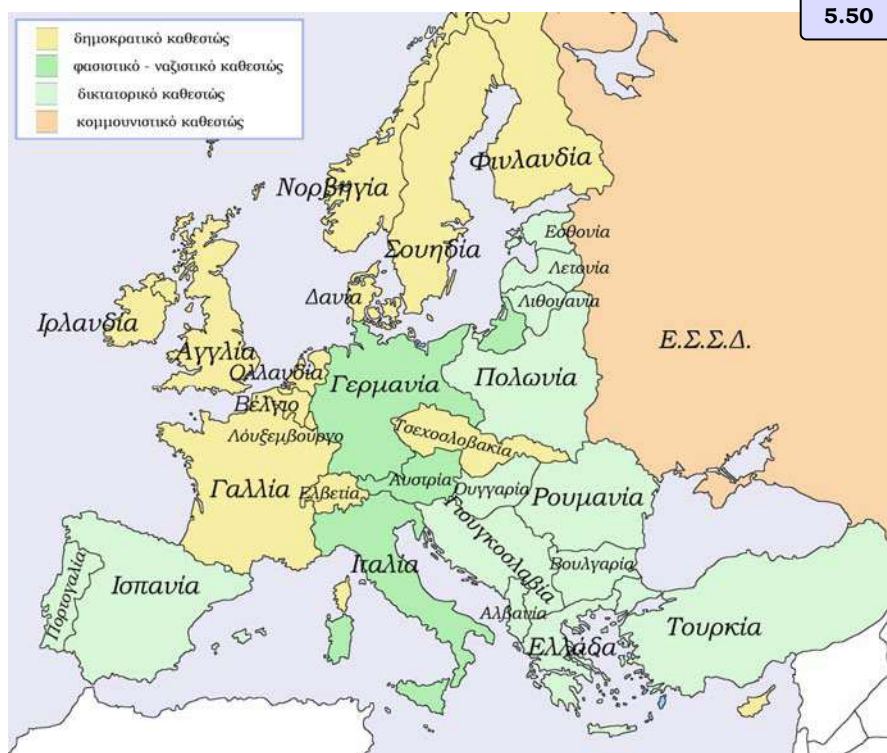 5.50
δημοκρατικό καθεστώς
φασιστικό - ναζιστικό καθεστώς
δικτατορικό καθεστώς
κομμουνιστικό καθεστώς
Φινλανδία
Νορβηγία
Σουηδία
Εσθονία
Λετονία
Λιθουανία
Δανία
Ιρλανδία
Αγγλία
Ε.Σ.Σ.Δ.
Ολλανδία
Γερμανία
Πολωνία
Βέλγιο
Λουξεμβούργο
Τσεχοσλοβακία
Γαλλία
Ελβετία
Αυστρία
Ουγγαρία
Ρουμανία
Γιουγκοσλαβία
Ιταλία
Βουλγαρία
Πορτογαλία
Ισπανία
Αλβανία
Ελλάδα
Τουρκία